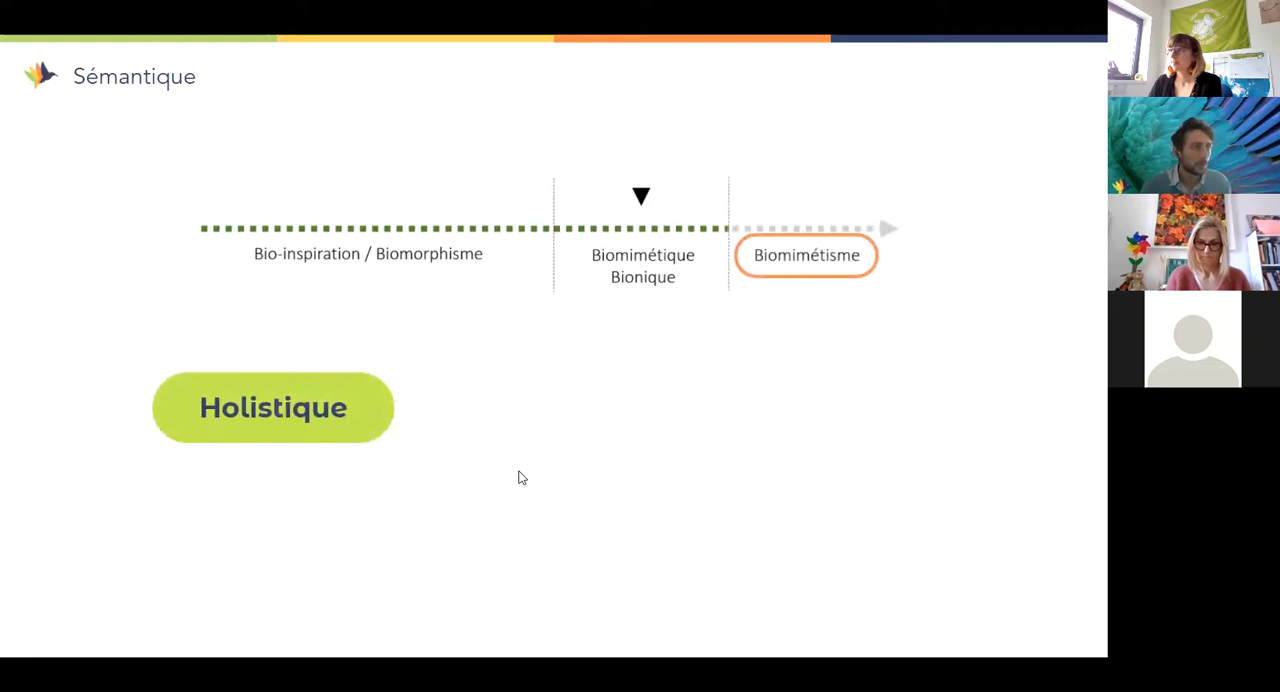 Sémantique
Bio-inspiration / Biomorphisme
Biomimétique
Bionique
Biomimétisme
Holistique